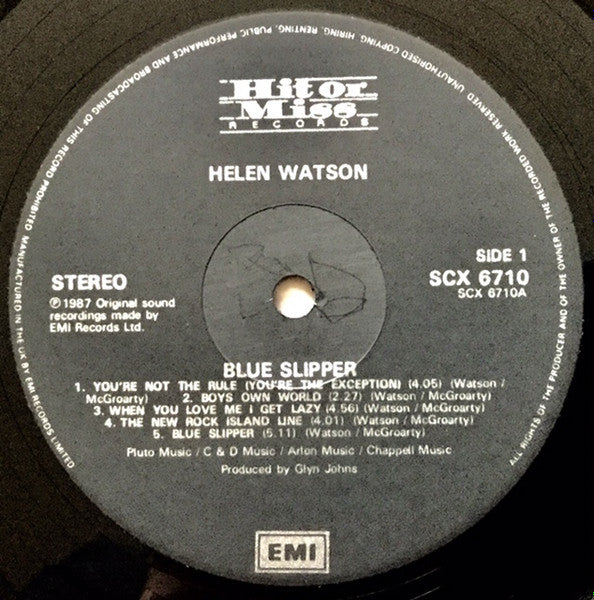 Hit or
Miss
RECORDS
HELEN WATSON
STEREO
SIDE 1
SCX 6710
SCX 6710A
℗1987 Original sound
recordings made by
EMI Records Ltd.
BLUE SLIPPER
1. YOU'RE NOT THE RULE (YOU'RE THE EXCEPTION) (4.05) (Watson /
McGroarty) 2. BOYS OWN WORLD (2.27) (Watson / McGroarty)
3. WHEN YOU LOVE ME I GET LAZY (4.56) (Watson / McGroarty)
4. THE NEW ROCK ISLAND LINE (4.01) (Watson / McGroarty)
5. BLUE SLIPPER (5.11) (Watson / McGroarty)
Pluto Music / C & D Music / Arlon Music / Chappell Music
Produced by Glyn Johns
EMI
MANUFACTURED IN THE UK BY EMI RECORDS LIMITED
ALL RIGHTS OF THE PRODUCER AND OF THE OWNER OF THE RECORDED WORK RESERVED. UNAUTHORISED COPYING, HIRING, RENTING, PUBLIC PERFORMANCE AND BROADCASTING OF THIS RECORD PROHIBITED